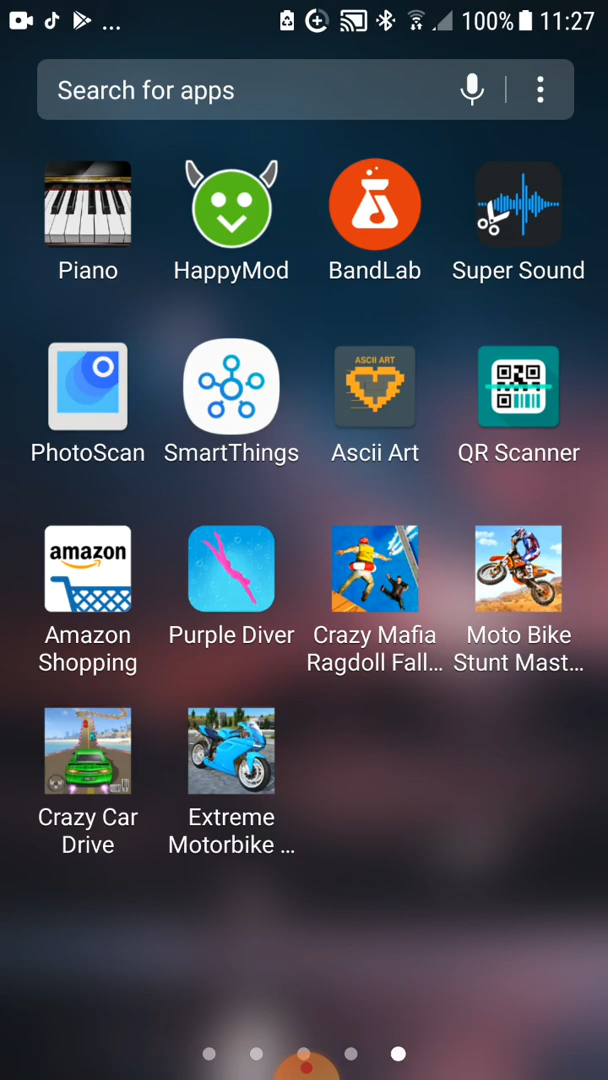 ... 100% 11:27
Search for apps
Piano HappyMod BandLab Super Sound
ASCII ART
PhotoScan SmartThings Ascii Art QR Scanner
amazon
Amazon Shopping Purple Diver Crazy Mafia Ragdoll Fall... Moto Bike Stunt Mast...
Crazy Car Drive Extreme Motorbike ...